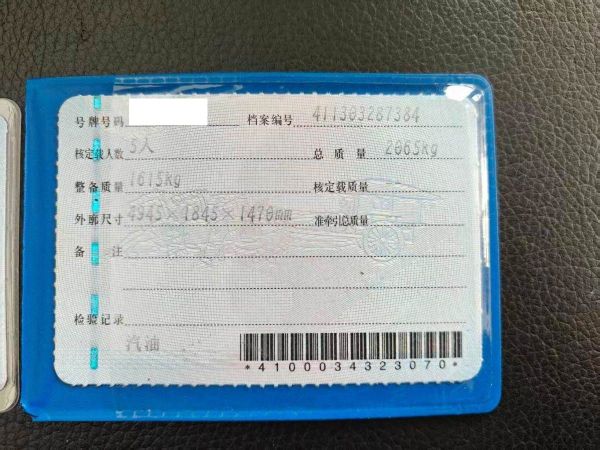 号牌号码 档案编号 411303287384
核定载人数 5人 总质量 2065kg
整备质量 1615kg 核定载质量
外廓尺寸 4945×1845×1470mm 准牵引总质量
备注
检验记录
汽油
*4100034323070*